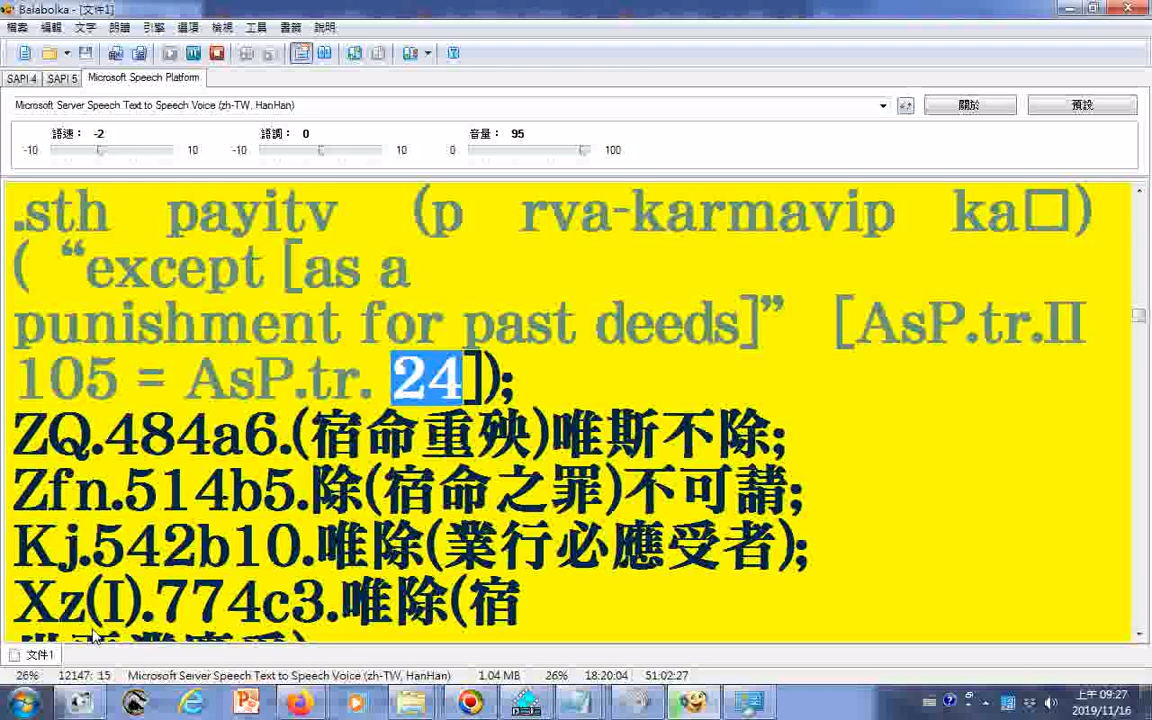 Balabolka - [文件1]
檔案 編輯 文字 朗讀 引擎 選項 檢視 工具 書籤 說明
SAPI 4 SAPI 5 Microsoft Speech Platform
Microsoft Server Speech Text to Speech Voice (zh-TW, HanHan) 關於 預設
語速： -2 語調： 0 音量： 95
-10 10 -10 10 0 100
.sth payitv (p rva-karmavip ka□)
( “except [as a
punishment for past deeds]” [AsP.tr.II
105 = AsP.tr. 24]);
ZQ.484a6.(宿命重殃)唯斯不除;
Zfn.514b5.除(宿命之罪)不可請;
Kj.542b10.唯除(業行必應受者);
Xz(I).774c3.唯除(宿
文件1
26% 12147: 15 Microsoft Server Speech Text to Speech Voice (zh-TW, HanHan) 1.04 MB 26% 18:20:04 51:02:27
上午 09:27
2019/11/16